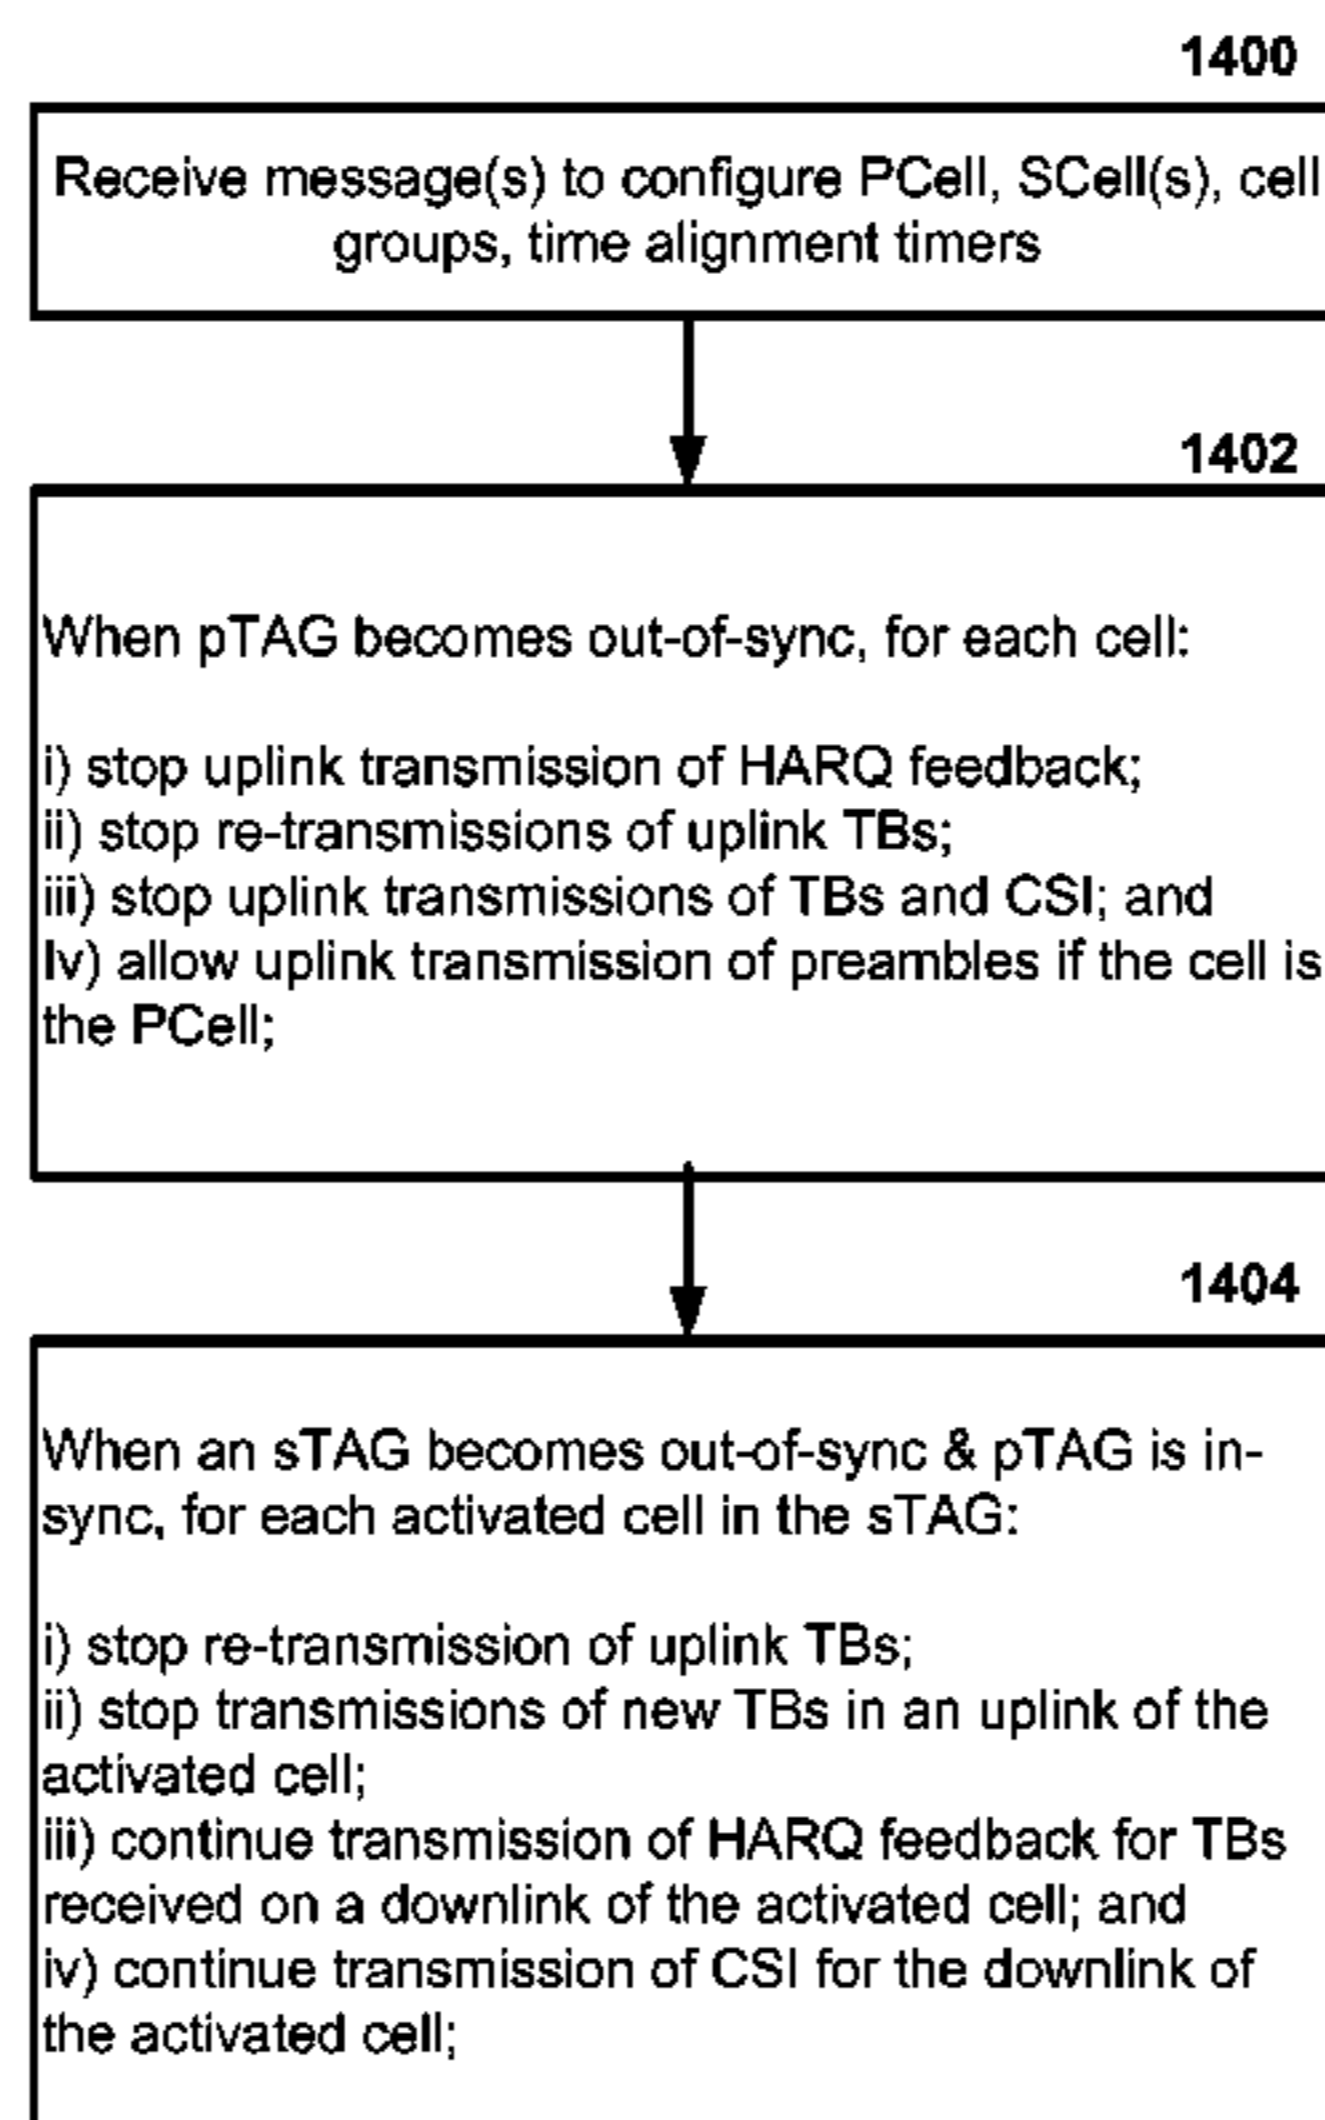 1400
Receive message(s) to configure PCell, SCell(s), cell
groups, time alignment timers
1402
When pTAG becomes out-of-sync, for each cell:
i) stop uplink transmission of HARQ feedback;
ii) stop re-transmissions of uplink TBs;
iii) stop uplink transmissions of TBs and CSI; and
Iv) allow uplink transmission of preambles if the cell is
the PCell;
1404
When an sTAG becomes out-of-sync & pTAG is in-
sync, for each activated cell in the sTAG:
i) stop re-transmission of uplink TBs;
ii) stop transmissions of new TBs in an uplink of the
activated cell;
iii) continue transmission of HARQ feedback for TBs
received on a downlink of the activated cell; and
iv) continue transmission of CSI for the downlink of
the activated cell;